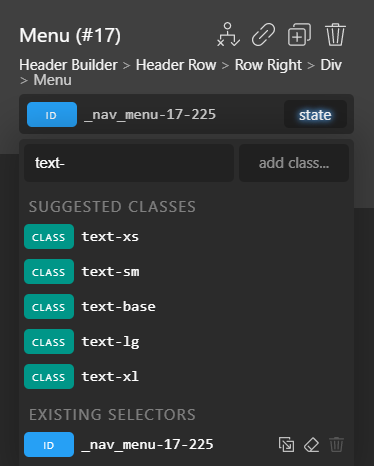 Menu (#17)
Header Builder > Header Row > Row Right > Div
> Menu
ID _nav_menu-17-225 state
text- add class...
SUGGESTED CLASSES
CLASS text-xs
CLASS text-sm
CLASS text-base
CLASS text-lg
CLASS text-xl
EXISTING SELECTORS
ID _nav_menu-17-225